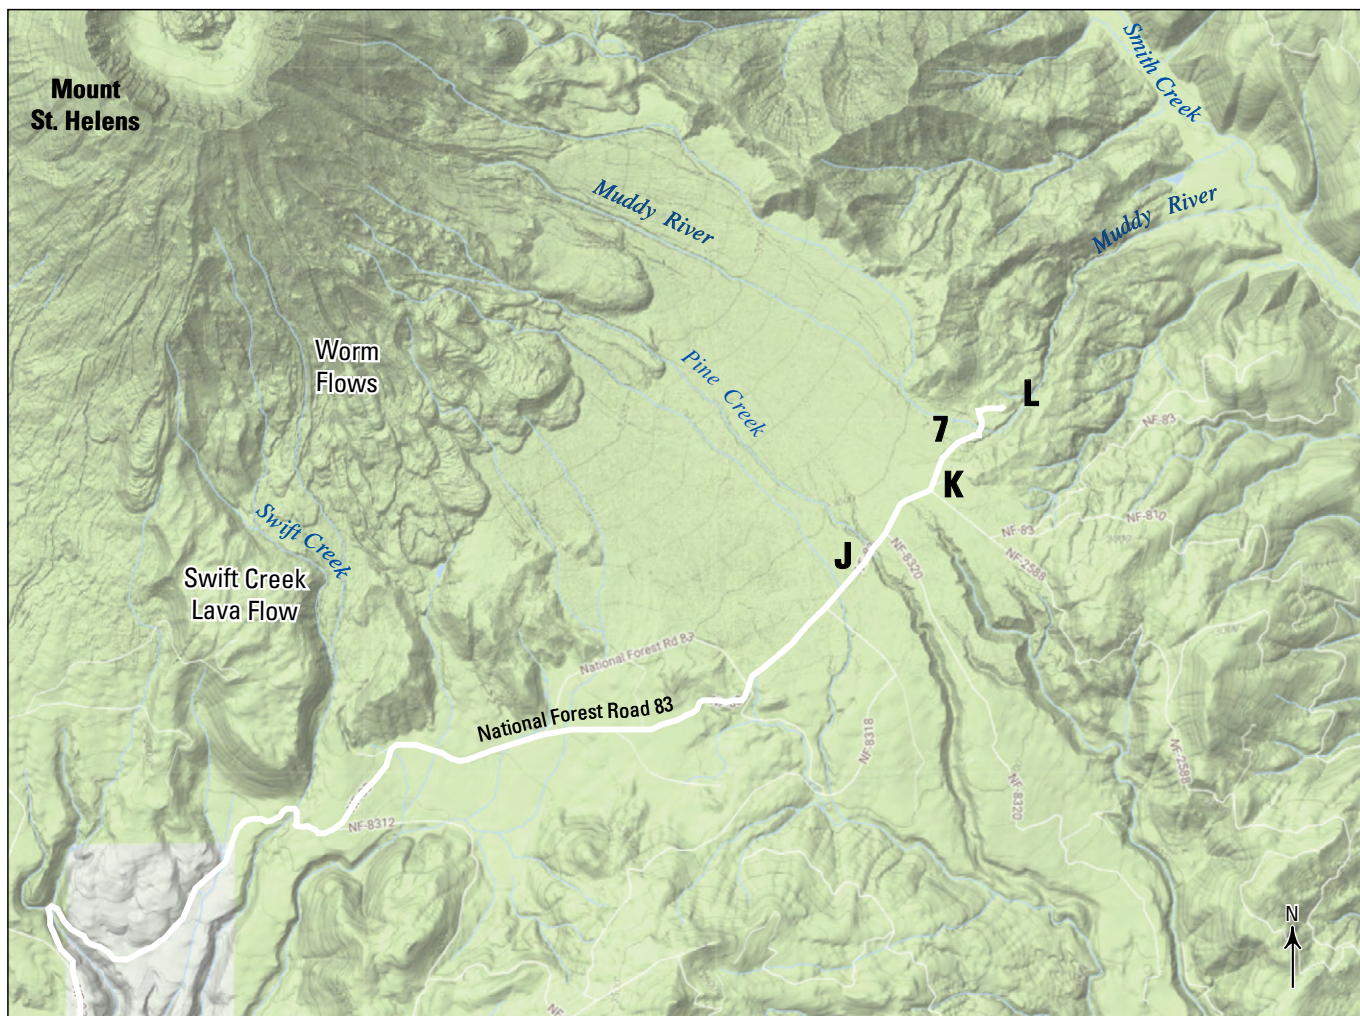 Smith Creek
Mount
St. Helens
Muddy River
Muddy River
Worm
Flows
Pine Creek
L
NF-83
7
K
Swift Creek
NF-83
NF-810
J
NF-8320
NF-2588
Swift Creek
Lava Flow
National Forest Rd 83
National Forest Road 83
NF-8318
NF-2588
NF-8320
NF-8312
N
NF-